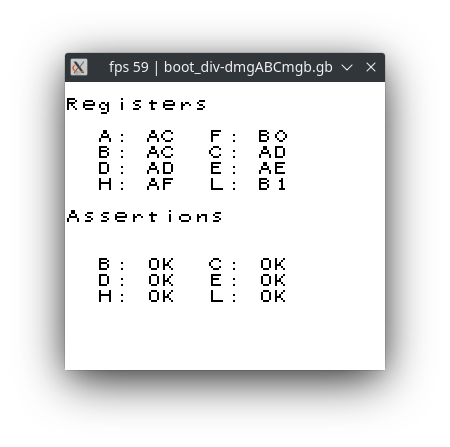 fps 59 | boot_div-dmgABCmgb.gb
Registers
A: AC F: B0
B: AC C: AD
D: AD E: AE
H: AF L: B1
Assertions
B: OK C: OK
D: OK E: OK
H: OK L: OK